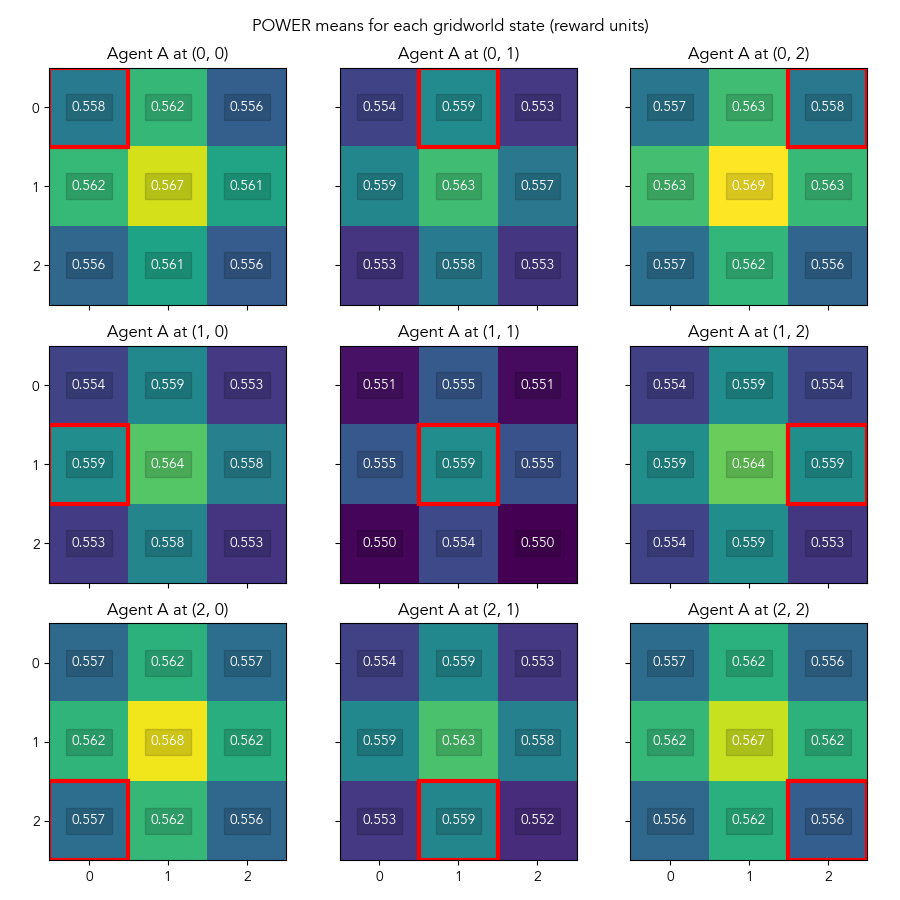 POWER means for each gridworld state (reward units)
Agent A at (0, 0) Agent A at (0, 1) Agent A at (0, 2)
0 0.558 0.562 0.556 0.554 0.559 0.553 0.557 0.563 0.558
1 0.562 0.567 0.561 0.559 0.563 0.557 0.563 0.569 0.563
2 0.556 0.561 0.556 0.553 0.558 0.553 0.557 0.562 0.556
Agent A at (1, 0) Agent A at (1, 1) Agent A at (1, 2)
0 0.554 0.559 0.553 0.551 0.555 0.551 0.554 0.559 0.554
1 0.559 0.564 0.558 0.555 0.559 0.555 0.559 0.564 0.559
2 0.553 0.558 0.553 0.550 0.554 0.550 0.554 0.559 0.553
Agent A at (2, 0) Agent A at (2, 1) Agent A at (2, 2)
0 0.557 0.562 0.557 0.554 0.559 0.553 0.557 0.562 0.556
1 0.562 0.568 0.562 0.559 0.563 0.558 0.562 0.567 0.562
2 0.557 0.562 0.556 0.553 0.559 0.552 0.556 0.562 0.556
0 1 2 0 1 2 0 1 2